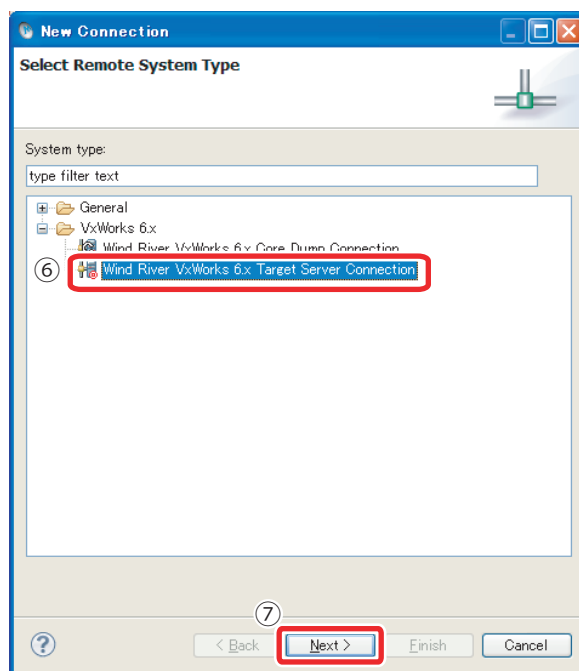 New Connection
Select Remote System Type
System type:
type filter text
General
VxWorks 6.x
Wind River VxWorks 6.x Core Dump Connection
⑥ Wind River VxWorks 6.x Target Server Connection
⑦
? < Back Next > Finish Cancel